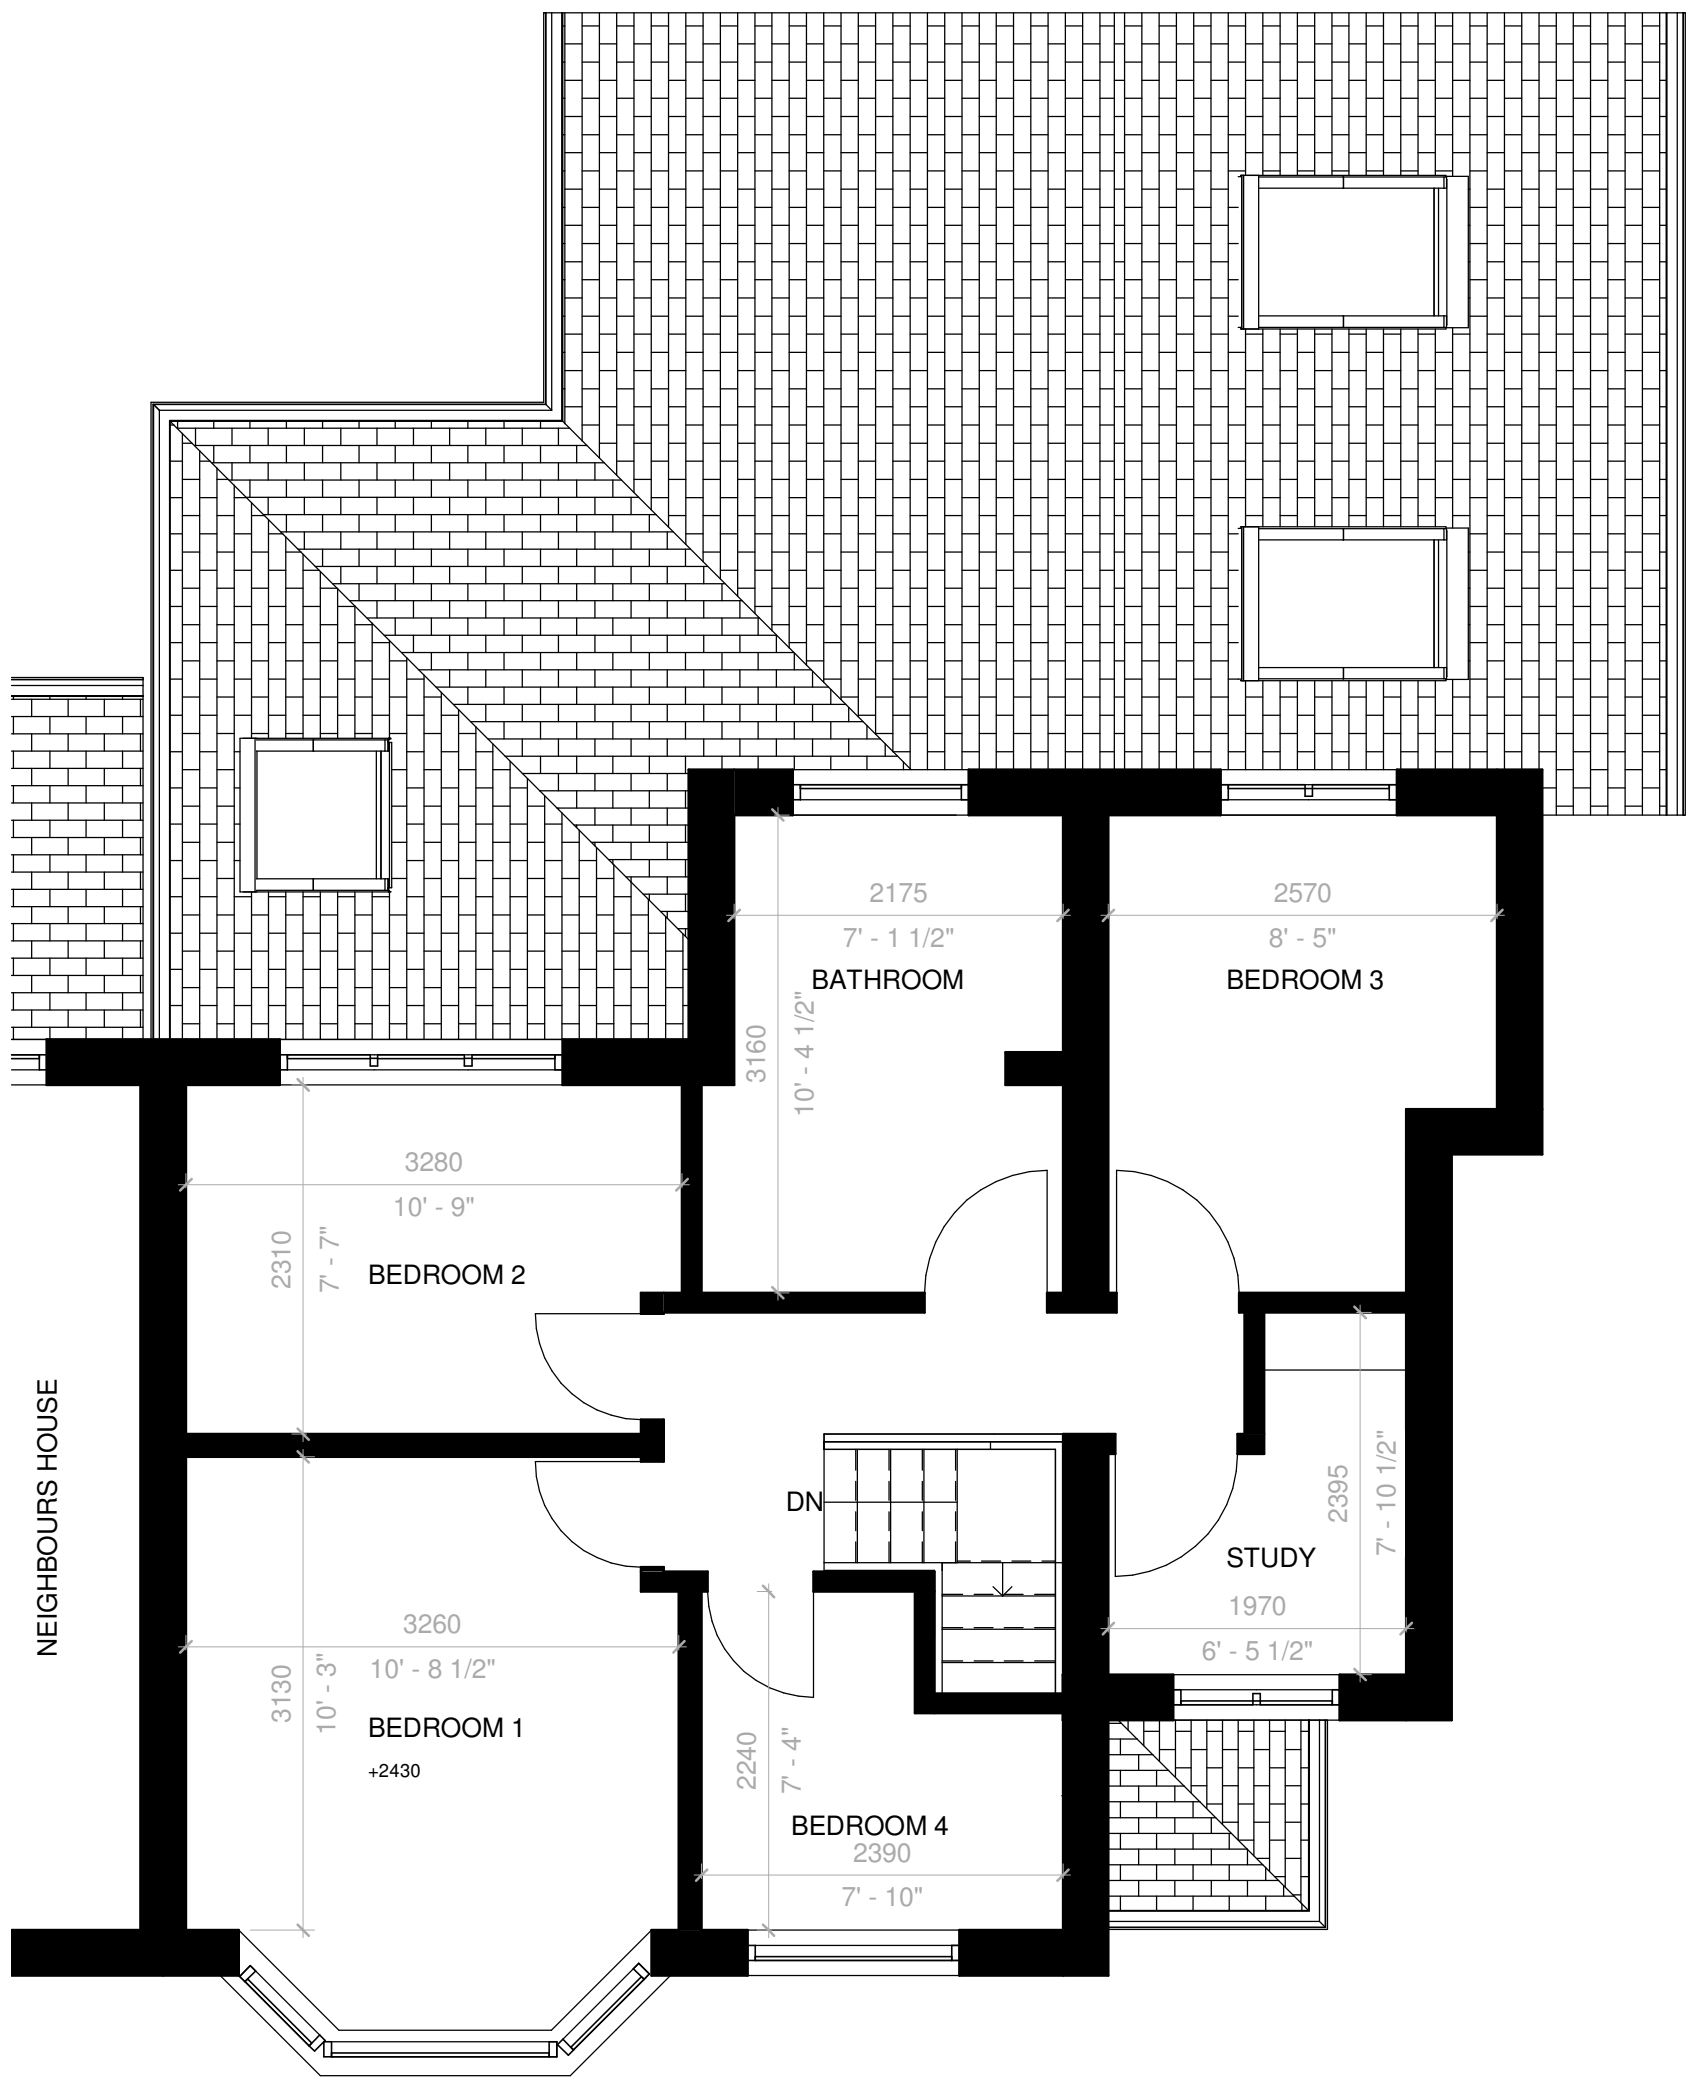 2175
7' - 1 1/2"
BATHROOM
3160
10' - 4 1/2"
2570
8' - 5"
BEDROOM 3
3280
10' - 9"
2310
7' - 7"
BEDROOM 2
NEIGHBOURS HOUSE
DN
2395
7' - 10 1/2"
STUDY
1970
6' - 5 1/2"
3260
10' - 8 1/2"
3130
10' - 3"
BEDROOM 1
+2430
2240
7' - 4"
BEDROOM 4
2390
7' - 10"